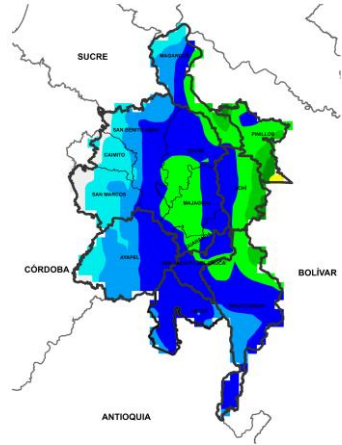 SUCRE
MAGANGUÉ
PINILLOS
SAN BENITO ABAD
CAIMITO
SAN MARCOS
MAJAGUAL
ACHÍ
AYAPEL
CÓRDOBA
BOLÍVAR
ANTIOQUIA